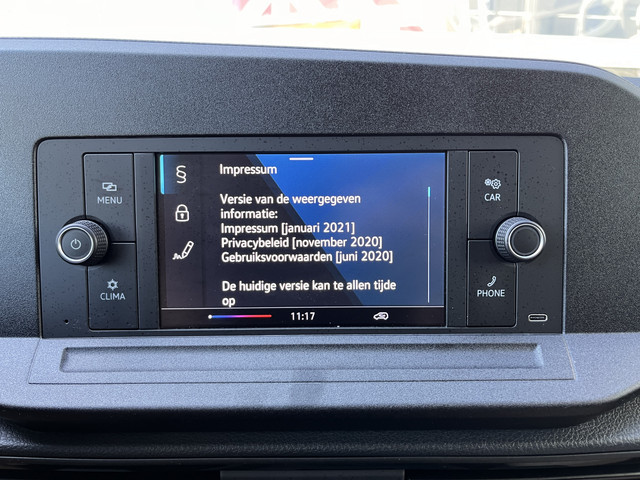 Impressum
Versie van de weergegeven
informatie:
Impressum [januari 2021]
Privacybeleid [november 2020]
Gebruiksvoorwaarden [juni 2020]
De huidige versie kan te allen tijde
op
11:17
§
MENU
CLIMA
CAR
PHONE